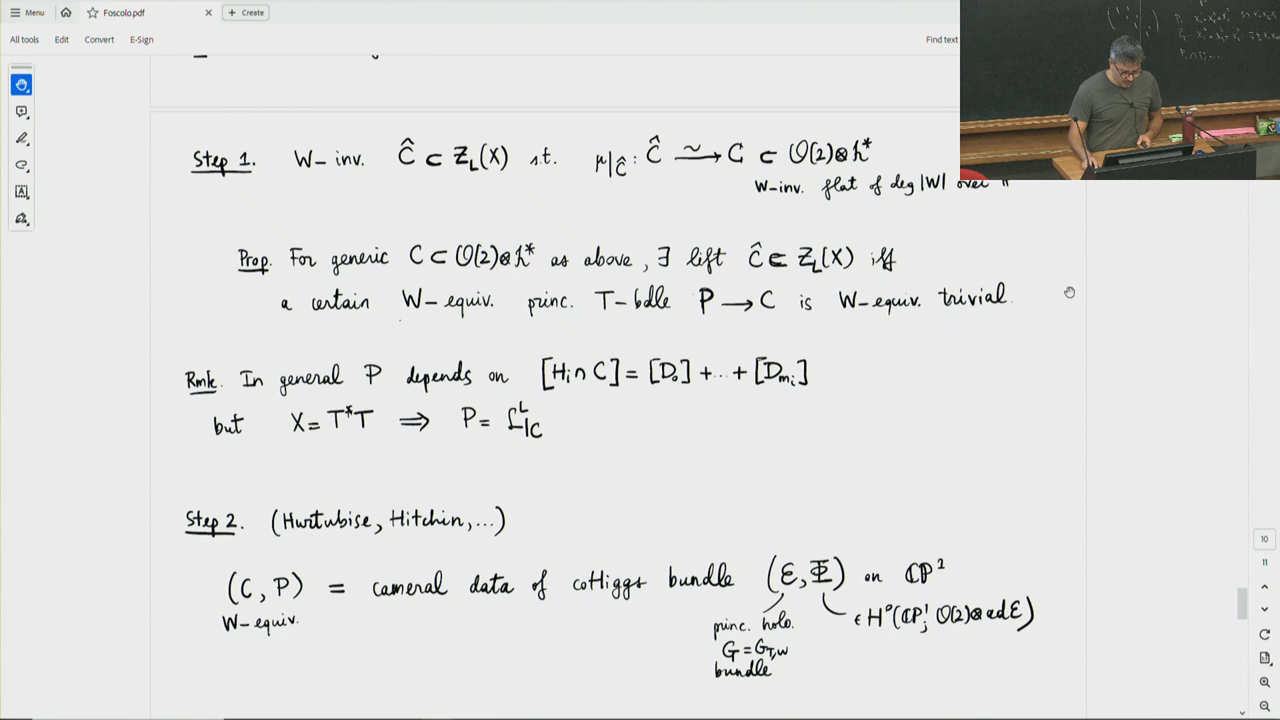 Menu
Foscolo.pdf
Create
All tools
Edit
Convert
E-Sign
Find text
Step 1. W-inv. Ĉ ⊂ Z_L(X) s.t. μ|_Ĉ : Ĉ ⥲ C ⊂ O(2)⊗h*
W-inv. flat of deg |W| over
Prop. For generic C ⊂ O(2)⊗h* as above, ∃ lift Ĉ ⊂ Z_L(X) iff
a certain W-equiv. princ. T-bdle P → C is W-equiv. trivial.
Rmk. In general P depends on [H_i ∩ C] = [D_0] + ... + [D_{m_i}]
but X = T*T ⟹ P = L^L_{|C}
Step 2. (Hurtubise, Hitchin, ...)
(C, P) = cameral data of coHiggs bundle (E, Φ) on CP¹
W-equiv.
∈ H⁰(CP¹; O(2)⊗adE)
princ. holo.
G = G_{T,W}
bundle
10
11